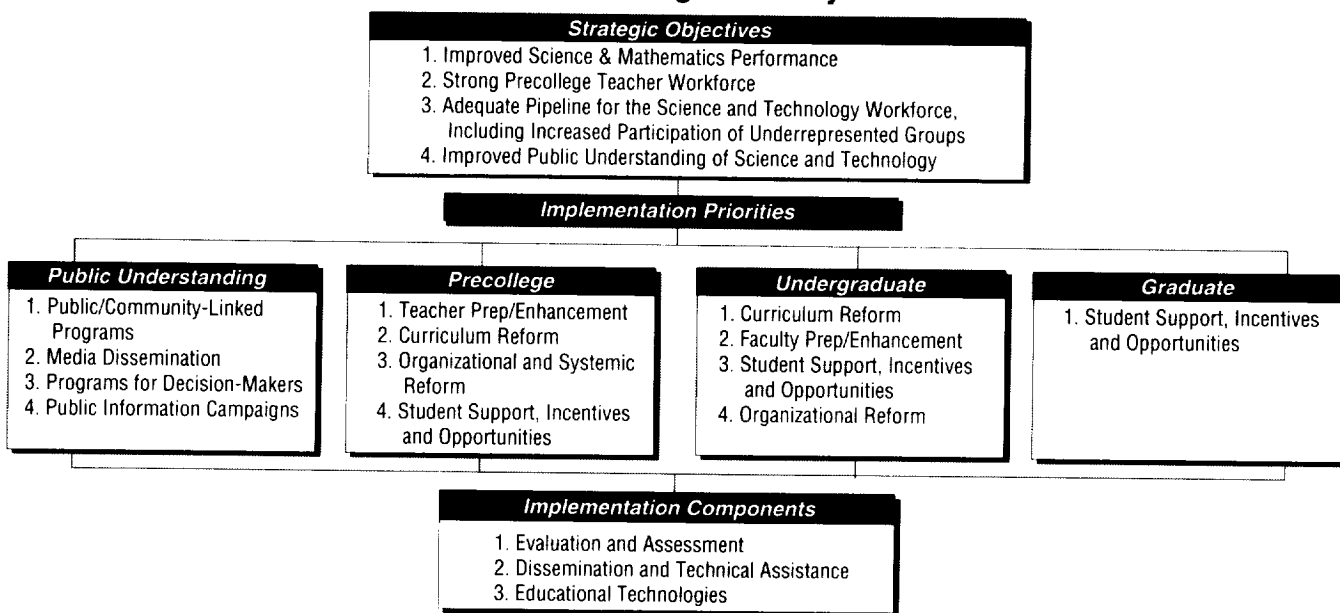 Strategic Objectives
1. Improved Science & Mathematics Performance
2. Strong Precollege Teacher Workforce
3. Adequate Pipeline for the Science and Technology Workforce,
Including Increased Participation of Underrepresented Groups
4. Improved Public Understanding of Science and Technology
Implementation Priorities
Public Understanding
1. Public/Community-Linked
Programs
2. Media Dissemination
3. Programs for Decision-Makers
4. Public Information Campaigns
Precollege
1. Teacher Prep/Enhancement
2. Curriculum Reform
3. Organizational and Systemic
Reform
4. Student Support, Incentives
and Opportunities
Undergraduate
1. Curriculum Reform
2. Faculty Prep/Enhancement
3. Student Support, Incentives
and Opportunities
4. Organizational Reform
Graduate
1. Student Support, Incentives
and Opportunities
Implementation Components
1. Evaluation and Assessment
2. Dissemination and Technical Assistance
3. Educational Technologies